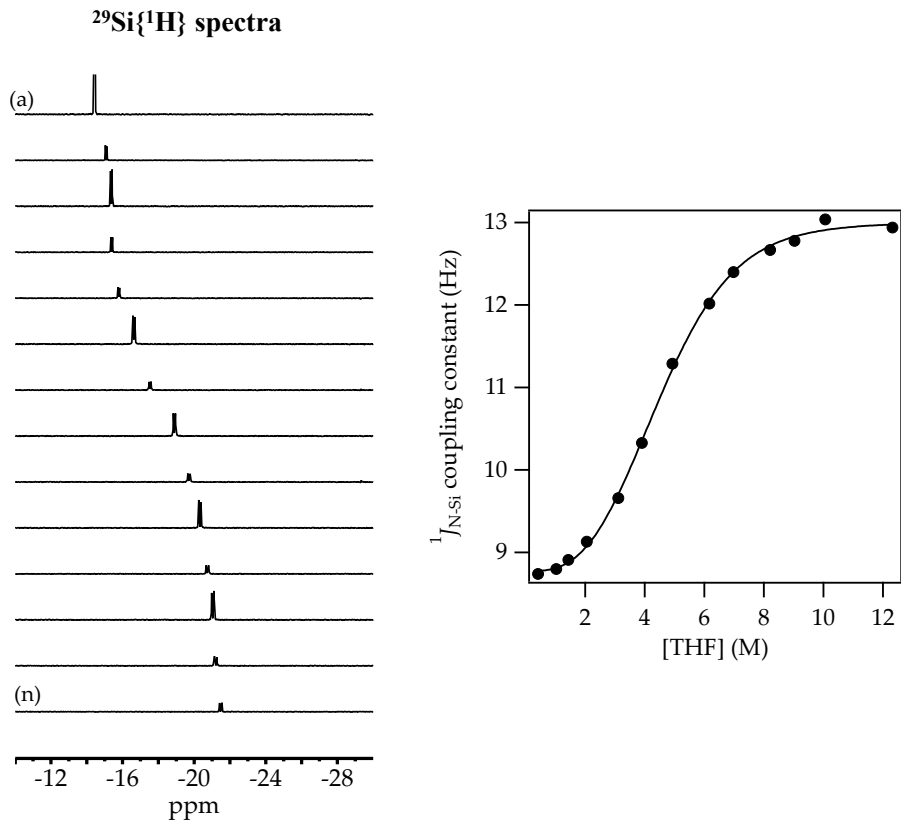 ²⁹Si{¹H} spectra
(a)
(n)
-12 -16 -20 -24 -28
ppm
¹J_N-Si coupling constant (Hz)
13
12
11
10
9
2 4 6 8 10 12
[THF] (M)